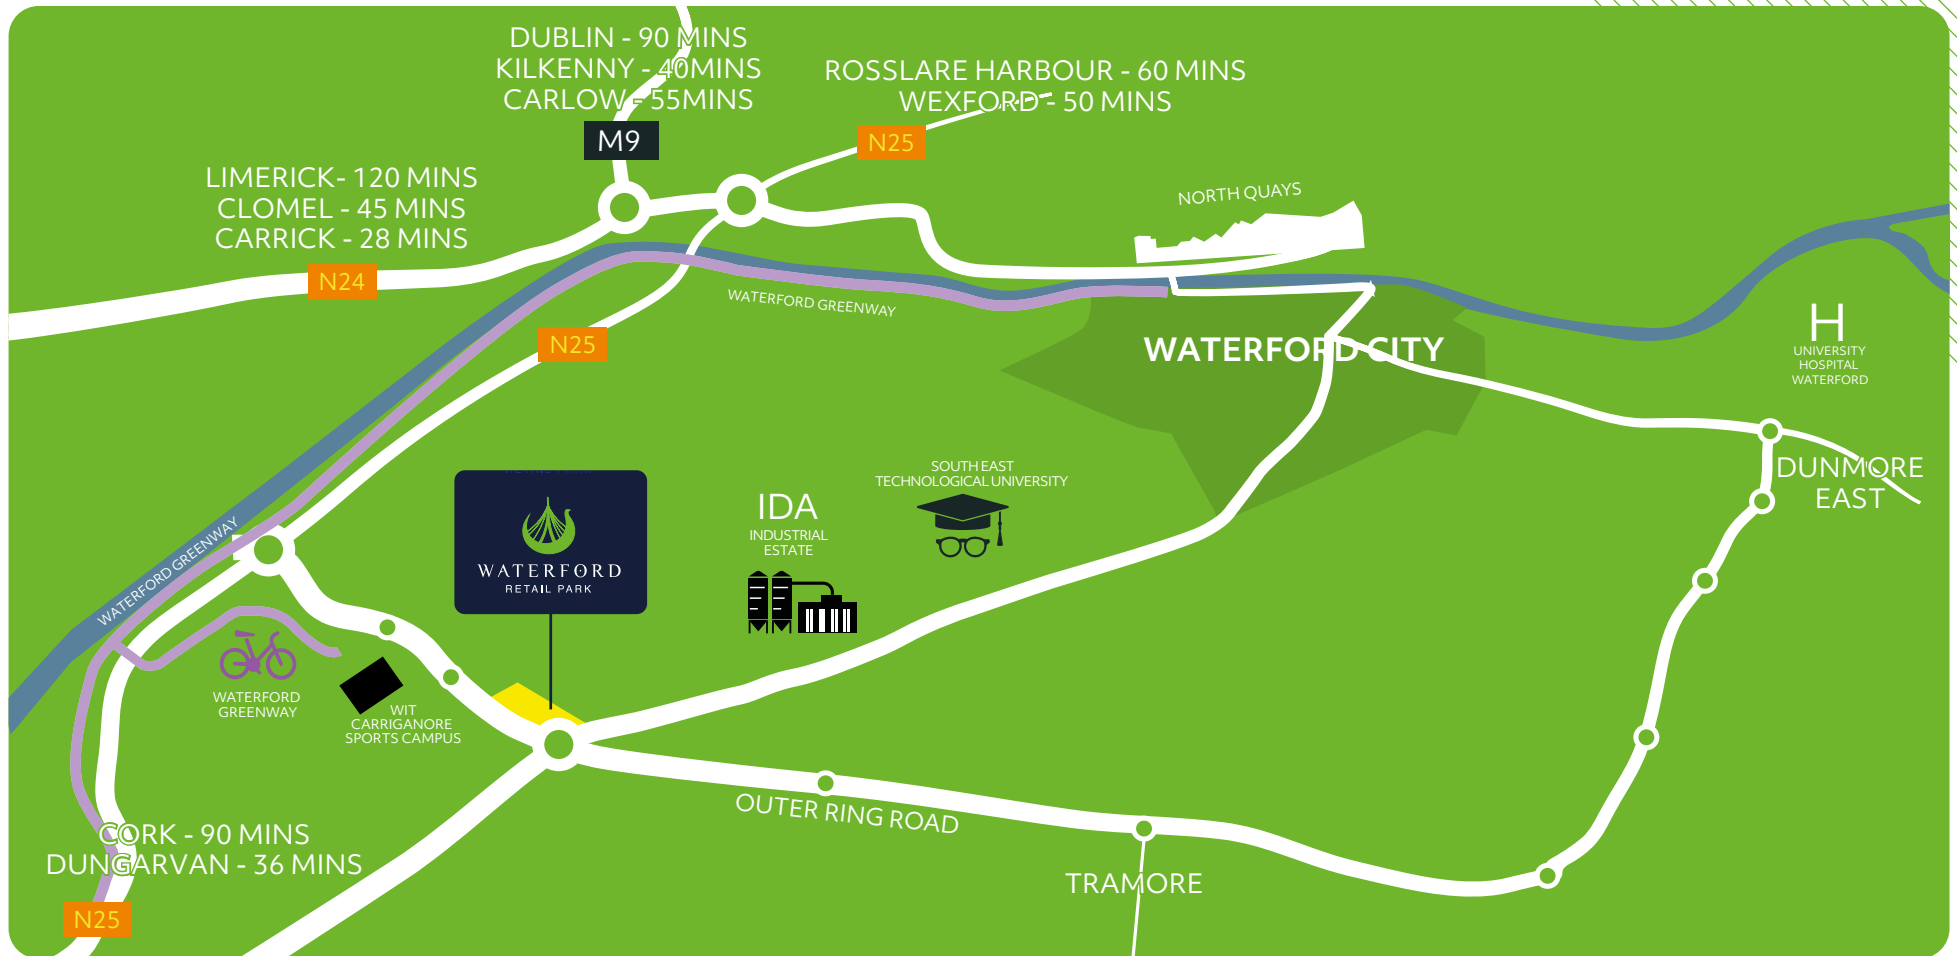 DUBLIN - 90 MINS
KILKENNY - 40MINS
CARLOW - 55MINS
M9
ROSSLARE HARBOUR - 60 MINS
WEXFORD - 50 MINS
N25
LIMERICK- 120 MINS
CLOMEL - 45 MINS
CARRICK - 28 MINS
N24
NORTH QUAYS
WATERFORD GREENWAY
N25
WATERFORD CITY
H
UNIVERSITY
HOSPITAL
WATERFORD
DUNMORE
EAST
SOUTH EAST
TECHNOLOGICAL UNIVERSITY
IDA
INDUSTRIAL
ESTATE
WATERFORD
RETAIL PARK
WATERFORD GREENWAY
WATERFORD
GREENWAY
WIT
CARRIGANORE
SPORTS CAMPUS
OUTER RING ROAD
TRAMORE
CORK - 90 MINS
DUNGARVAN - 36 MINS
N25